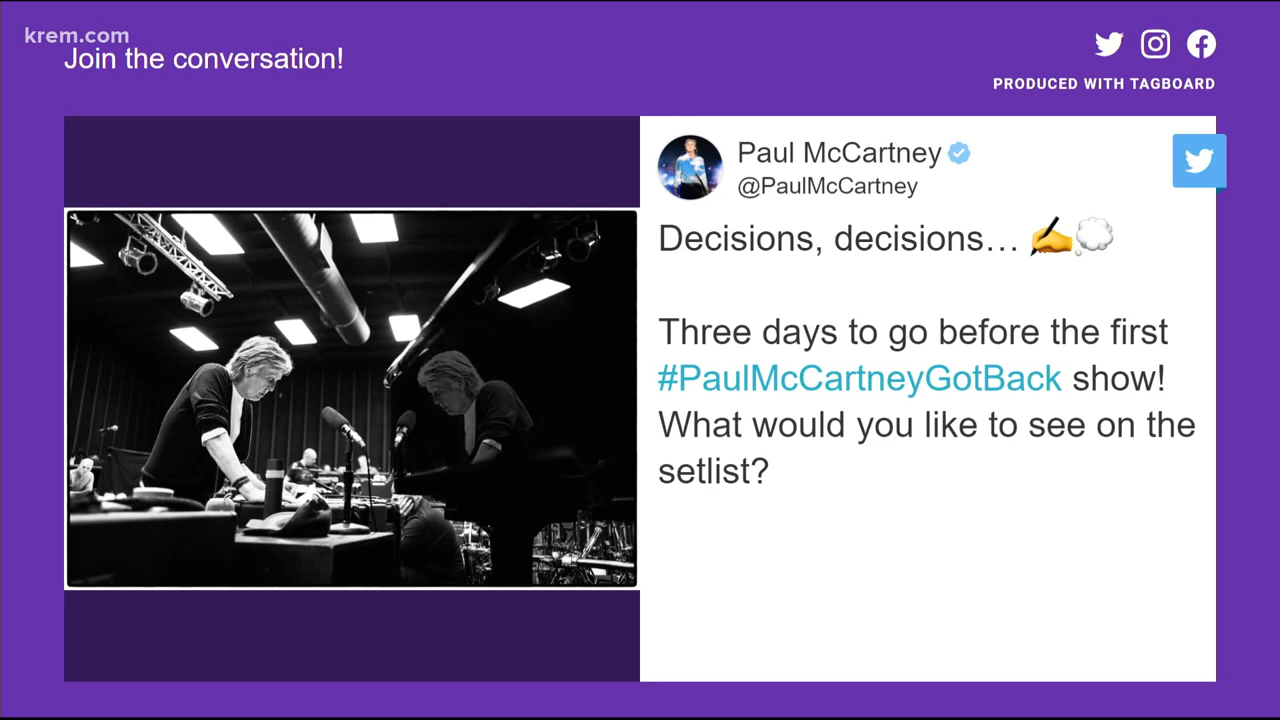 krem.com
Join the conversation!
PRODUCED WITH TAGBOARD
Paul McCartney
@PaulMcCartney
Decisions, decisions… ✍️💭
Three days to go before the first
#PaulMcCartneyGotBack show!
What would you like to see on the
setlist?